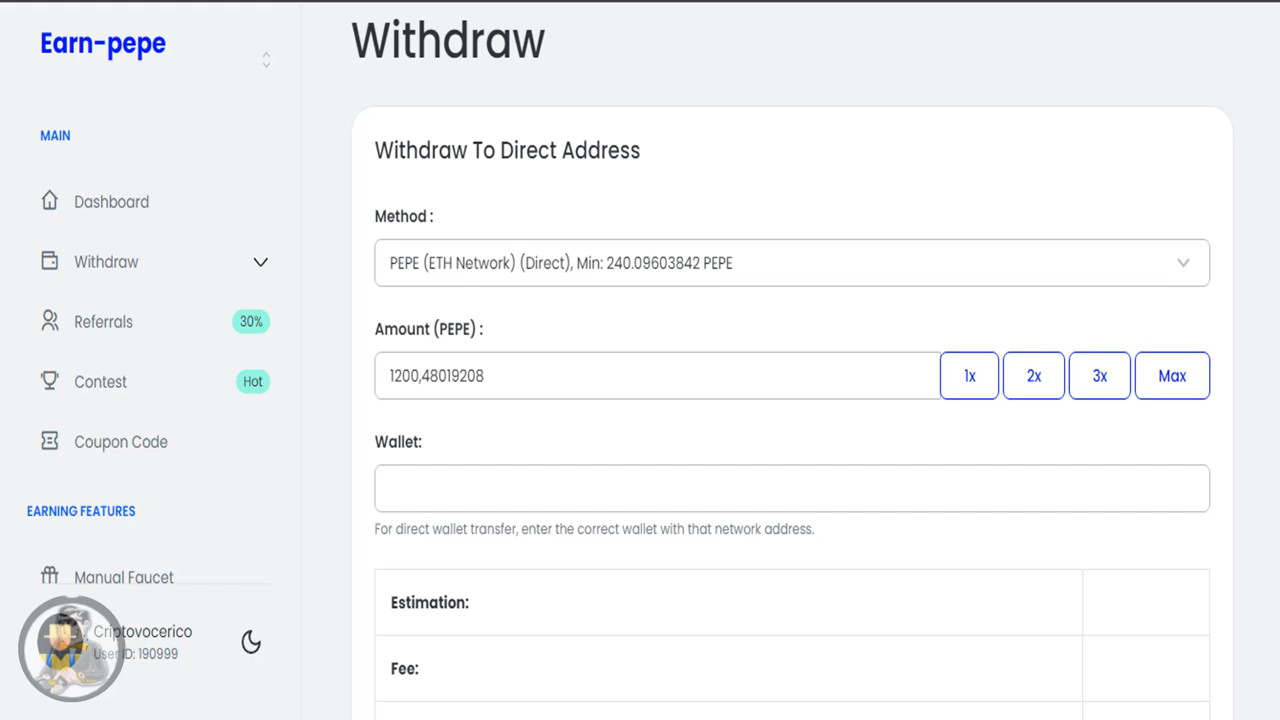 Earn-pepe
MAIN
Dashboard
Withdraw
Referrals 30%
Contest Hot
Coupon Code
EARNING FEATURES
Manual Faucet
Criptovocerico
User ID: 190999
Withdraw
Withdraw To Direct Address
Method :
PEPE (ETH Network) (Direct), Min: 240.09603842 PEPE
Amount (PEPE) :
1200,48019208 1x 2x 3x Max
Wallet:
For direct wallet transfer, enter the correct wallet with that network address.
Estimation:
Fee: